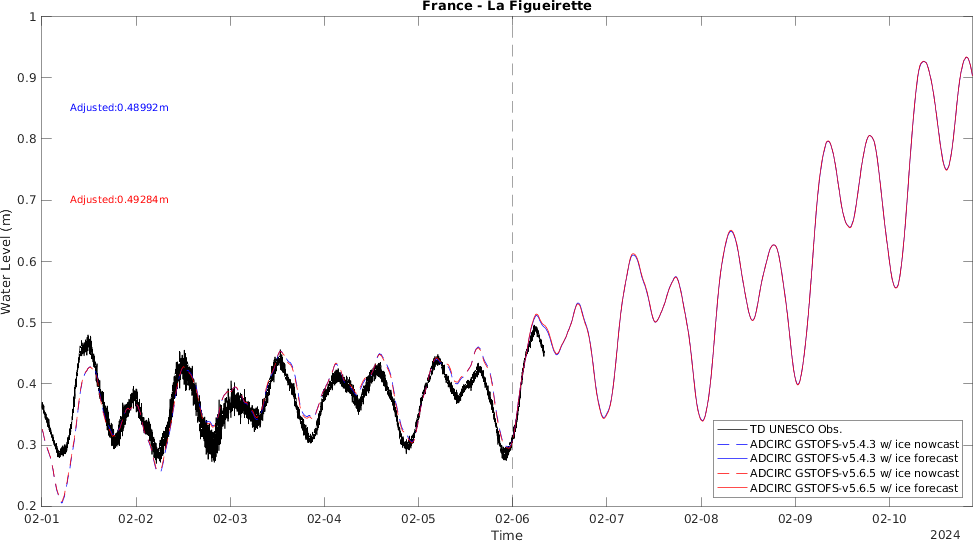 France - La Figueirette
1
0.9
0.8
0.7
0.6
0.5
0.4
0.3
0.2
Water Level (m)
Adjusted:0.48992m
Adjusted:0.49284m
TD UNESCO Obs.
ADCIRC GSTOFS-v5.4.3 w/ ice nowcast
ADCIRC GSTOFS-v5.4.3 w/ ice forecast
ADCIRC GSTOFS-v5.6.5 w/ ice nowcast
ADCIRC GSTOFS-v5.6.5 w/ ice forecast
02-01 02-02 02-03 02-04 02-05 02-06 02-07 02-08 02-09 02-10
Time
2024